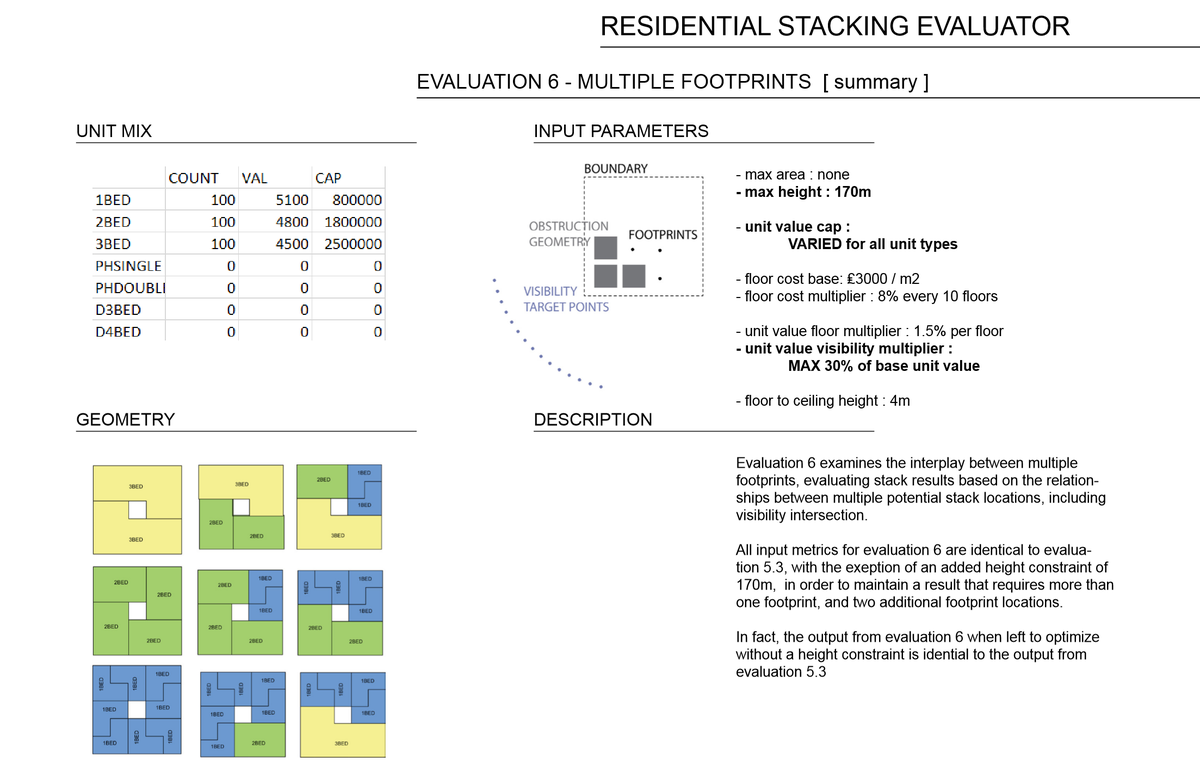 RESIDENTIAL STACKING EVALUATOR
EVALUATION 6 - MULTIPLE FOOTPRINTS [ summary ]
UNIT MIX
COUNT VAL CAP
1BED 100 5100 800000
2BED 100 4800 1800000
3BED 100 4500 2500000
PHSINGLE 0 0 0
PHDOUBLI 0 0 0
D3BED 0 0 0
D4BED 0 0 0
INPUT PARAMETERS
BOUNDARY
OBSTRUCTION
GEOMETRY
FOOTPRINTS
VISIBILITY
TARGET POINTS
- max area : none
- max height : 170m
- unit value cap :
VARIED for all unit types
- floor cost base: ₤3000 / m2
- floor cost multiplier : 8% every 10 floors
- unit value floor multiplier : 1.5% per floor
- unit value visibility multiplier :
MAX 30% of base unit value
- floor to ceiling height : 4m
GEOMETRY
3BED
3BED
3BED
2BED
2BED
2BED
1BED
1BED
3BED
2BED
2BED
2BED
2BED
2BED
1BED
1BED
2BED
2BED
1BED
1BED
1BED
1BED
2BED
2BED
1BED
1BED
1BED
1BED
1BED
1BED
1BED
1BED
1BED
1BED
1BED
1BED
1BED
1BED
2BED
1BED
1BED
1BED
1BED
3BED
DESCRIPTION
Evaluation 6 examines the interplay between multiple
footprints, evaluating stack results based on the relation-
ships between multiple potential stack locations, including
visibility intersection.
All input metrics for evaluation 6 are identical to evalua-
tion 5.3, with the exeption of an added height constraint of
170m, in order to maintain a result that requires more than
one footprint, and two additional footprint locations.
In fact, the output from evaluation 6 when left to optimize
without a height constraint is idential to the output from
evaluation 5.3